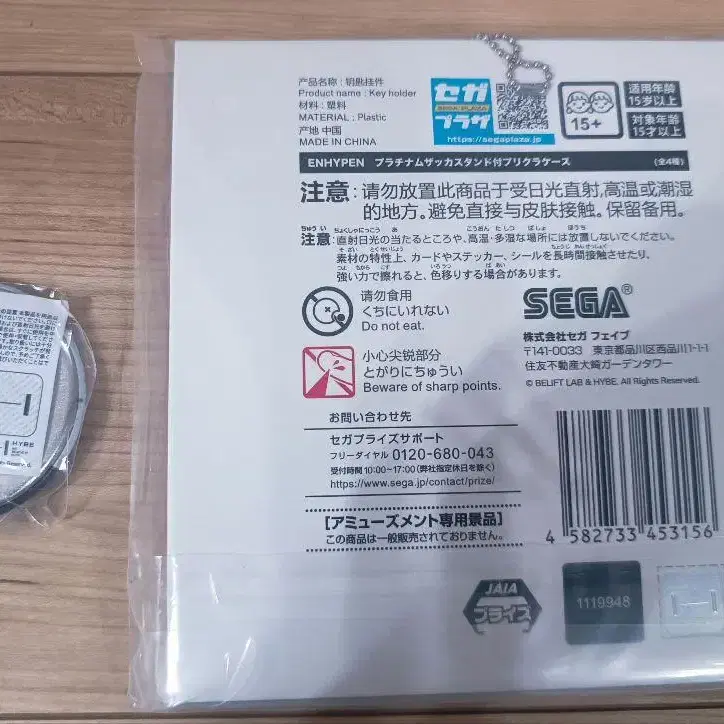 产品名称：钥匙挂件
Product name : Key holder
材料：塑料
MATERIAL : Plastic
产地 中国
MADE IN CHINA
セガ
SEGA PLAZA
プラザ
https://segaplaza.jp/
15+
适用年龄
15岁以上
対象年齢
15才以上
ENHYPEN プラチナムザッカスタンド付プリクラケース (全4種)
注意：请勿放置此商品于受日光直射,高温或潮湿
的地方。避免直接与皮肤接触。保留备用。
注意：直射日光の当たるところや、高温・多湿な場所には放置しないでください。
素材の特性上、カードやステッカー、シールを長時間接触させたり、
強い力で擦れると、色移りする場合があります。
请勿食用
くちにいれない
Do not eat.
小心尖锐部分
とがりにちゅうい
Beware of sharp points.
SEGA®
株式会社セガ フェイブ
〒141-0033 東京都品川区西品川1-1-1
住友不動産大崎ガーデンタワー
© BELIFT LAB & HYBE. All Rights Reserved.
お問い合わせ先
セガプライズサポート
フリーダイヤル 0120-680-043
受付時間 10:00~17:00 (弊社指定休日を除く)
https://www.sega.jp/contact/prize/
[アミューズメント専用景品]
この商品は一般販売されておりません。
4 582733 453156
JAIA
プライズ
1119948
HYBE